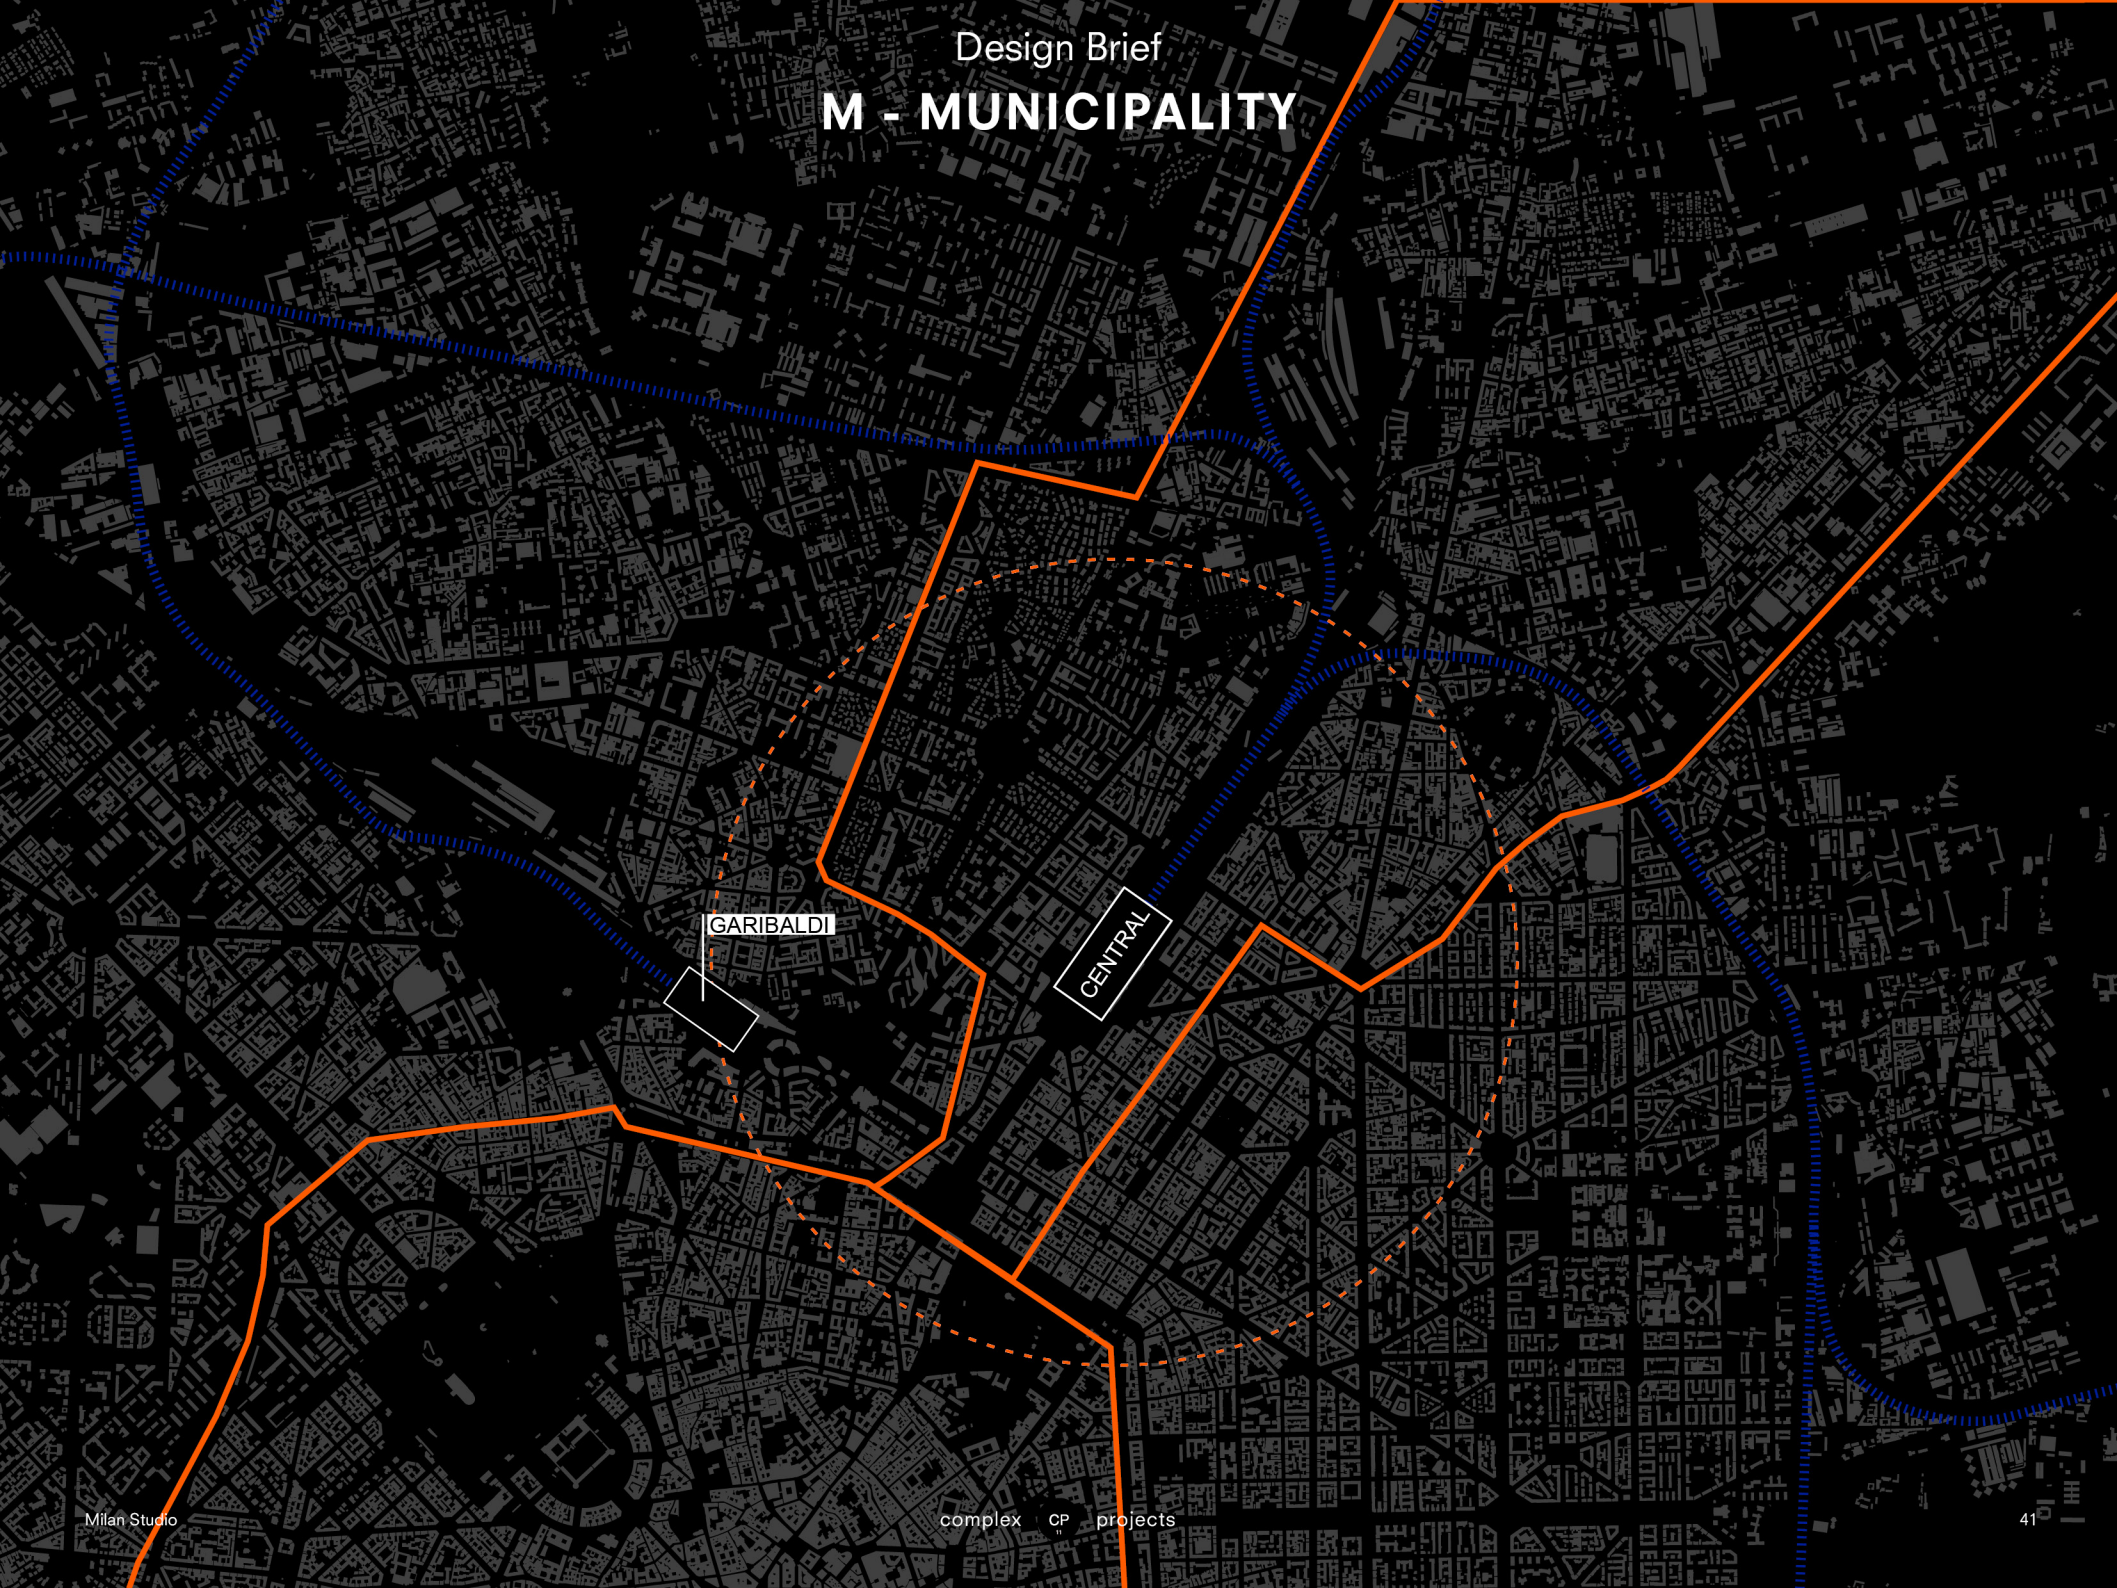 Design Brief
M - MUNICIPALITY
GARIBALDI
CENTRAL
Milan Studio
complex CP projects
41